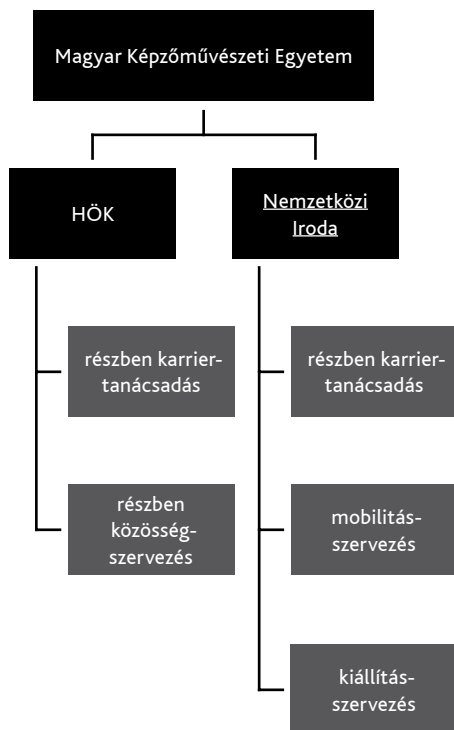 Magyar Képzőművészeti Egyetem
HÖK
Nemzetközi
Iroda
részben karrier-
tanácsadás
részben
közösség-
szervezés
részben karrier-
tanácsadás
mobilitás-
szervezés
kiállítás-
szervezés